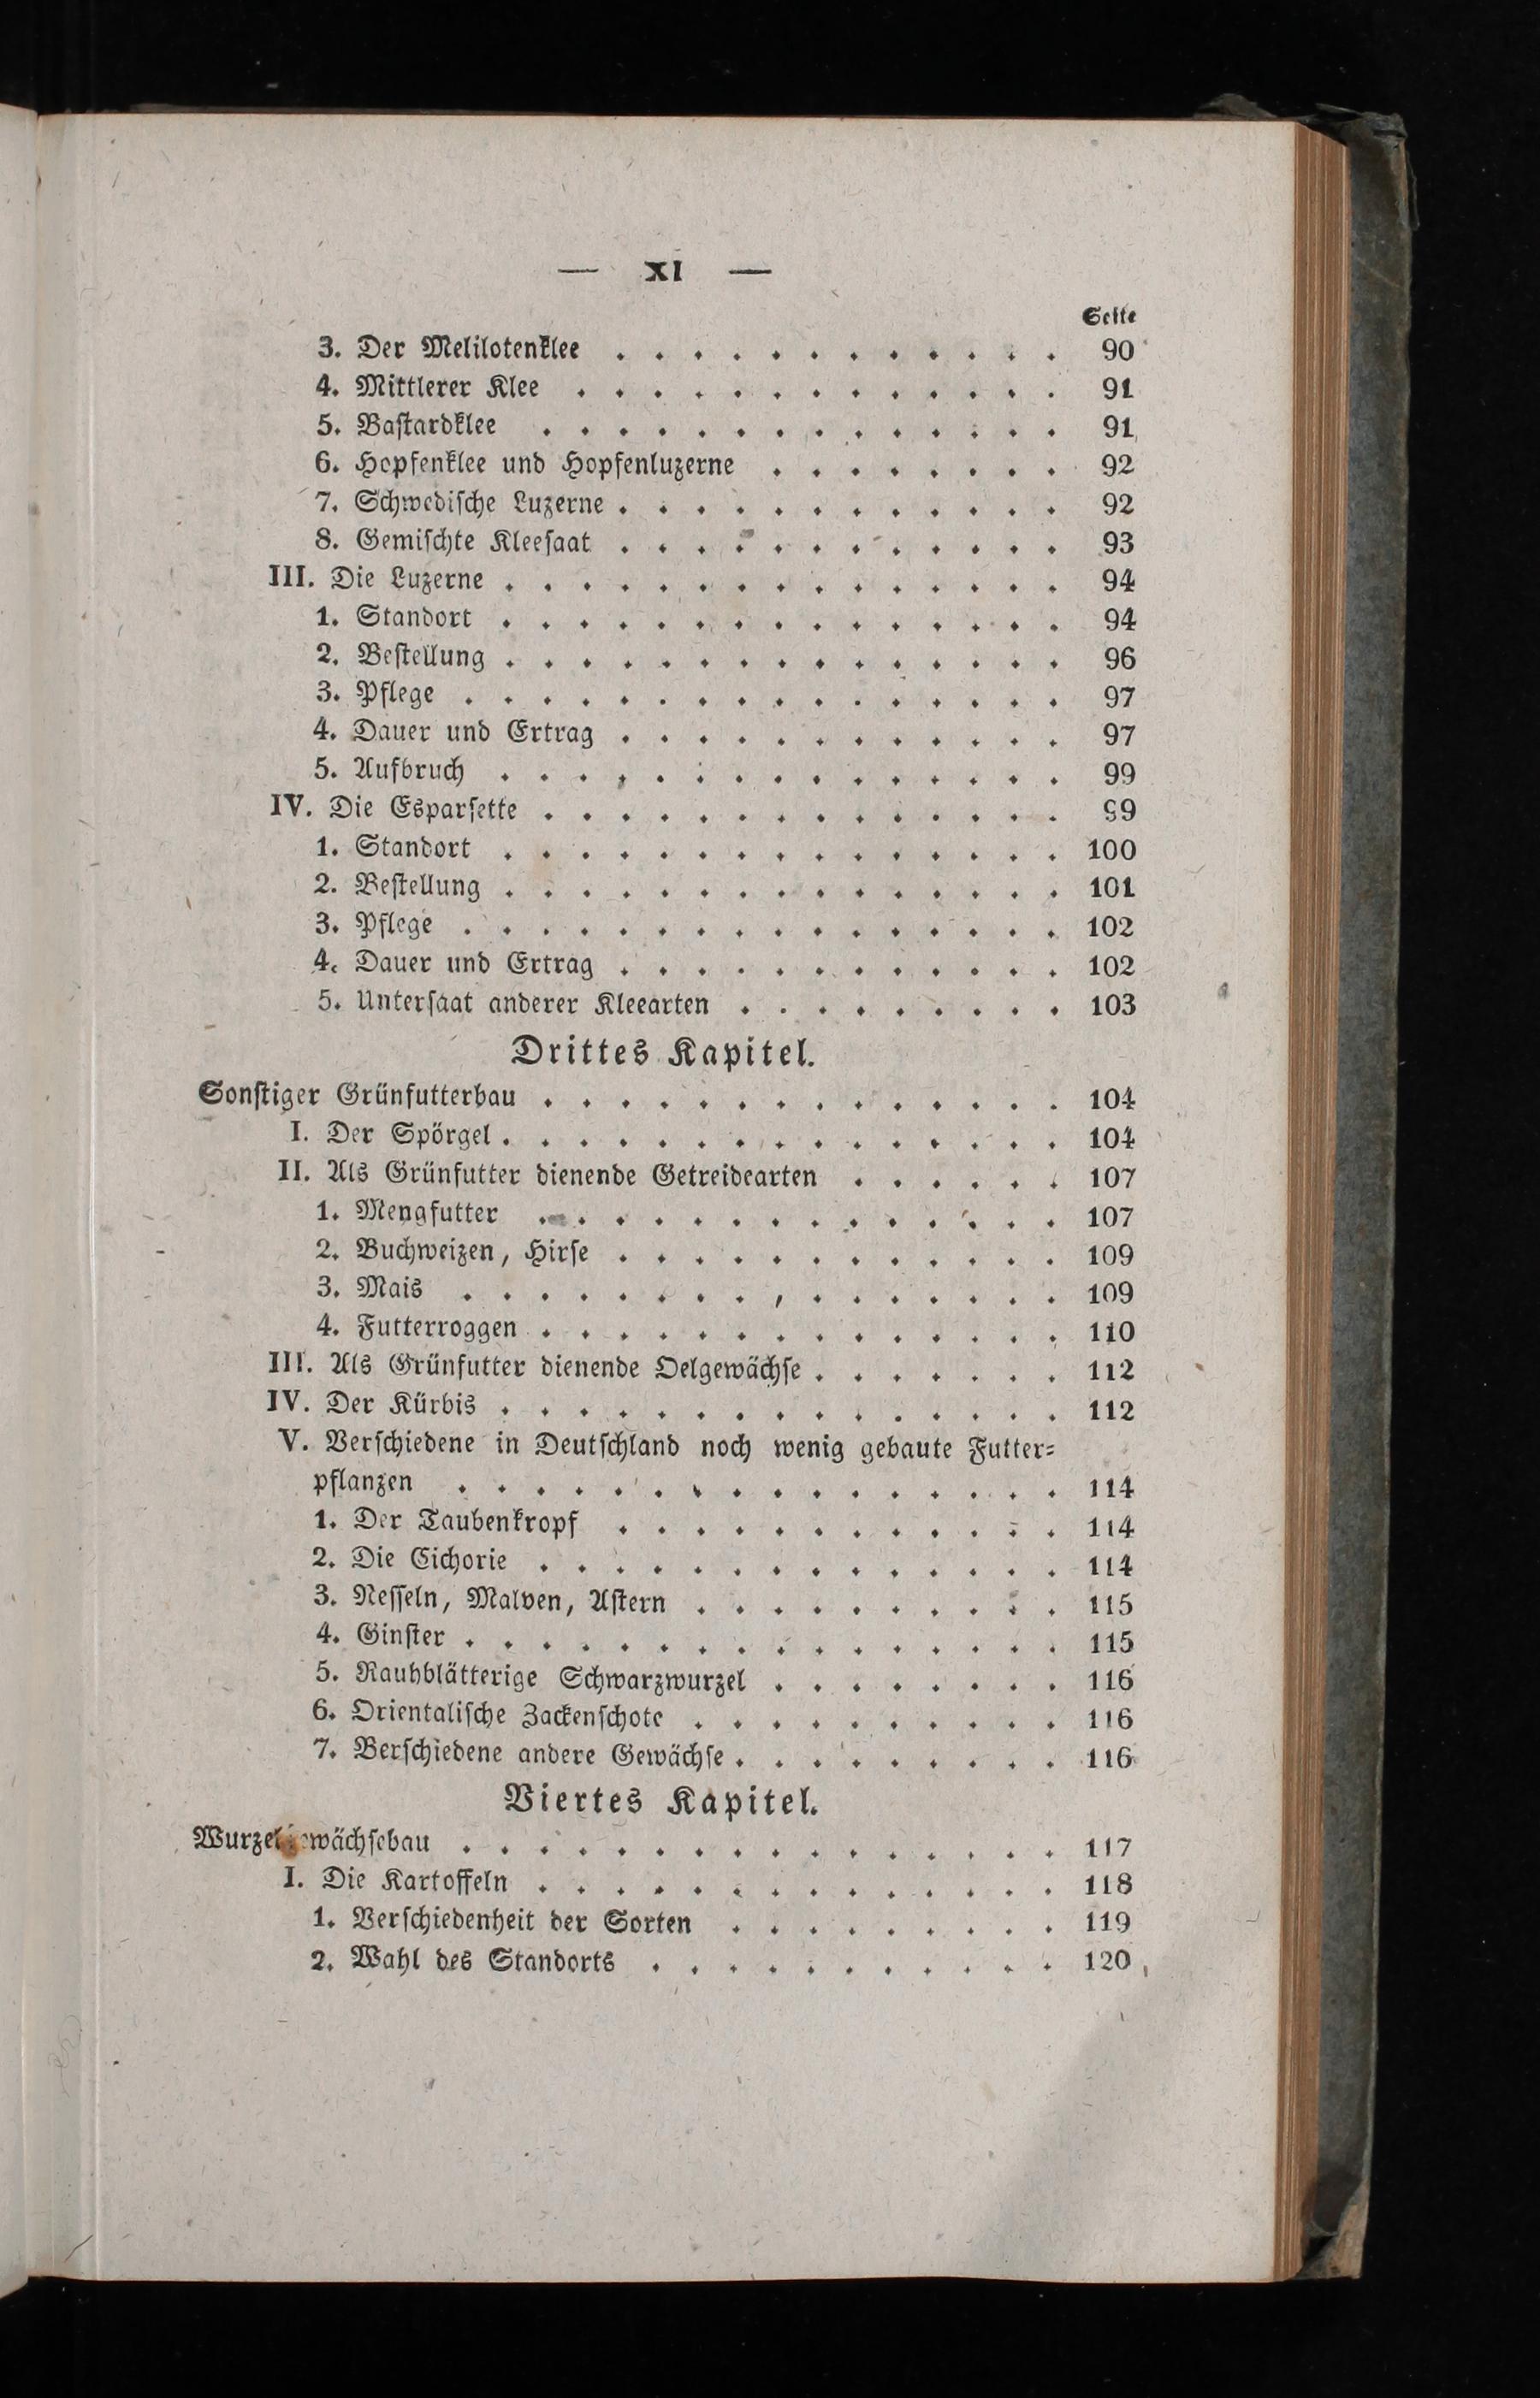 — XI —
Seite
3. Der Melilotenklee . . . . . . . . . . . . 90
4. Mittlerer Klee . . . . . . . . . . . . . 91
5. Baſtardklee . . . . . . . . . . . . . . 91
6. Hopfenklee und Hopfenluzerne . . . . . . . . 92
7. Schwediſche Luzerne . . . . . . . . . . . . 92
8. Gemiſchte Kleeſaat . . . . . . . . . . . . 93
III. Die Luzerne . . . . . . . . . . . . . . . 94
1. Standort . . . . . . . . . . . . . . . 94
2. Beſtellung . . . . . . . . . . . . . . . 96
3. Pflege . . . . . . . . . . . . . . . . 97
4. Dauer und Ertrag . . . . . . . . . . . . 97
5. Aufbruch . . . . . . . . . . . . . . . 99
IV. Die Esparſette . . . . . . . . . . . . . . 99
1. Standort . . . . . . . . . . . . . . . 100
2. Beſtellung . . . . . . . . . . . . . . . 101
3. Pflege . . . . . . . . . . . . . . . . 102
4. Dauer und Ertrag . . . . . . . . . . . . 102
5. Unterſaat anderer Kleearten . . . . . . . . . 103
Drittes Kapitel.
Sonſtiger Grünfutterbau . . . . . . . . . . . . . . 104
I. Der Spörgel . . . . . . . . . . . . . . . 104
II. Als Grünfutter dienende Getreidearten . . . . . . 107
1. Mengfutter . . . . . . . . . . . . . . 107
2. Buchweizen, Hirſe . . . . . . . . . . . . 109
3. Mais . . . . . . . . . . . . . . . . 109
4. Futterroggen . . . . . . . . . . . . . . 110
III. Als Grünfutter dienende Oelgewächſe . . . . . . . 112
IV. Der Kürbis . . . . . . . . . . . . . . . 112
V. Verſchiedene in Deutſchland noch wenig gebaute Futter-
pflanzen . . . . . . . . . . . . . . . . 114
1. Der Taubenkropf . . . . . . . . . . . . 114
2. Die Cichorie . . . . . . . . . . . . . . 114
3. Neſſeln, Malven, Aſtern . . . . . . . . . . 115
4. Ginſter . . . . . . . . . . . . . . . . 115
5. Rauhblätterige Schwarzwurzel . . . . . . . . 116
6. Orientaliſche Zackenſchote . . . . . . . . . . 116
7. Verſchiedene andere Gewächſe . . . . . . . . . 116
Viertes Kapitel.
Wurzelgewächſebau . . . . . . . . . . . . . . . . 117
I. Die Kartoffeln . . . . . . . . . . . . . . 118
1. Verſchiedenheit der Sorten . . . . . . . . . 119
2. Wahl des Standorts . . . . . . . . . . . 120